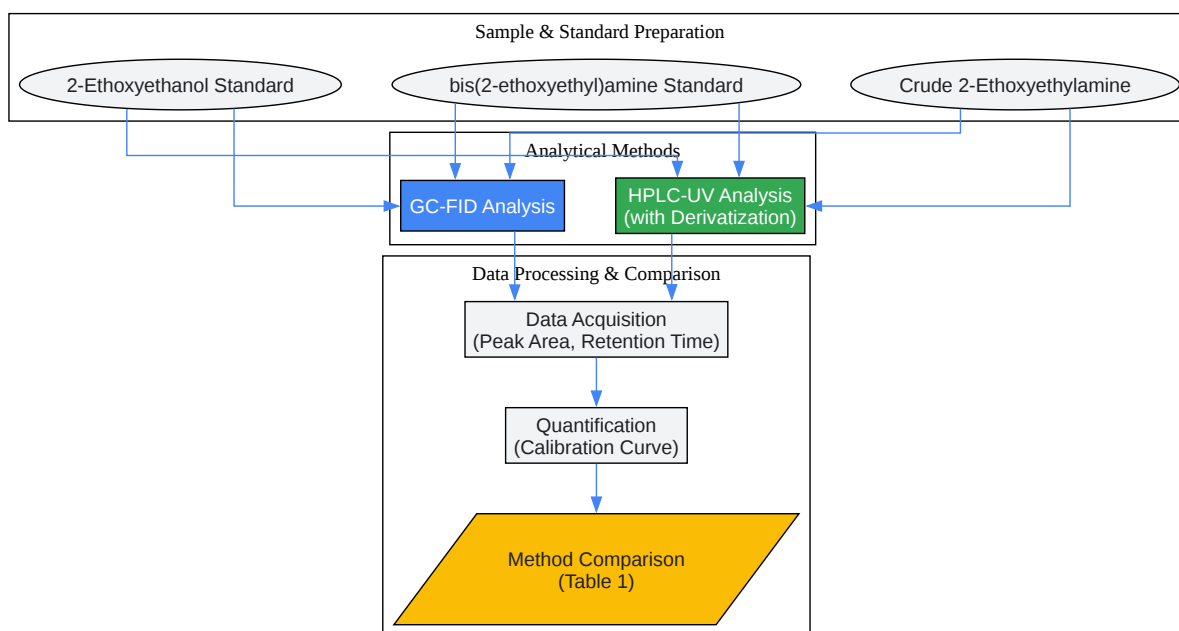 Sample & Standard Preparation
2-Ethoxyethanol Standard
bis(2-ethoxyethyl)amine Standard
Crude 2-Ethoxyethylamine
Analytical Methods
GC-FID Analysis
HPLC-UV Analysis
(with Derivatization)
Data Processing & Comparison
Data Acquisition
(Peak Area, Retention Time)
Quantification
(Calibration Curve)
Method Comparison
(Table 1)